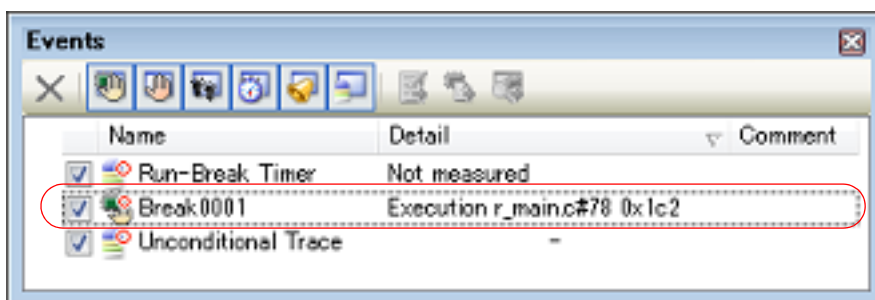 Events
Name Detail Comment
Run-Break Timer Not measured
Break0001 Execution r_main.c#78 0x1c2
Unconditional Trace -